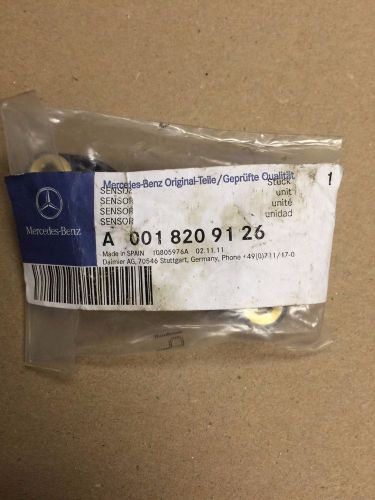 Mercedes-Benz Original-Teile/Geprüfte Qualität
SENSOR Stück 1
SENSOR unit
SENSOR unité
SENSOR unidad
SENSOR
Mercedes-Benz
A 001 820 91 26
Made in SPAIN 10805976A 02.11.11
Daimler AG, 70546 Stuttgart, Germany, Phone +49(0)711/17-0